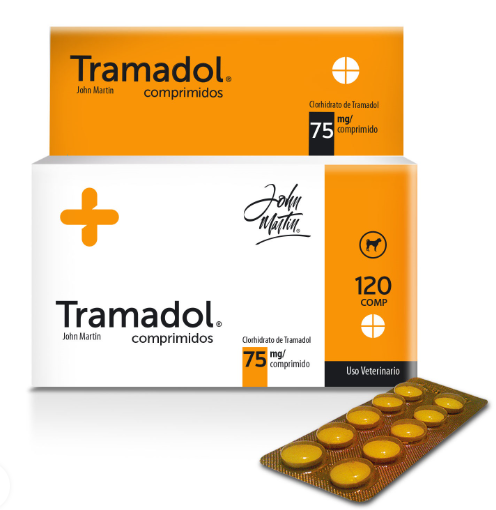 Tramadol®
John Martin comprimidos
Clorhidrato de Tramadol
75 mg/
comprimido
John
Martin®
120
COMP
Tramadol®
John Martin comprimidos
Clorhidrato de Tramadol
75 mg/
comprimido
Uso Veterinario